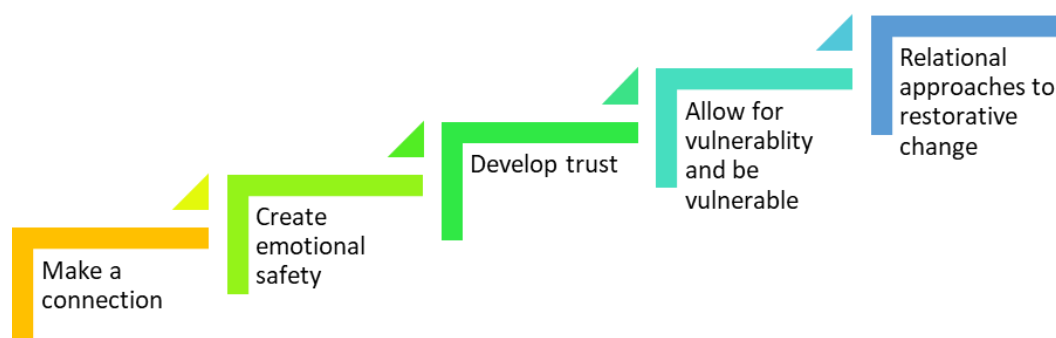 Make a
connection
Create
emotional
safety
Develop trust
Allow for
vulnerablity
and be
vulnerable
Relational
approaches to
restorative
change